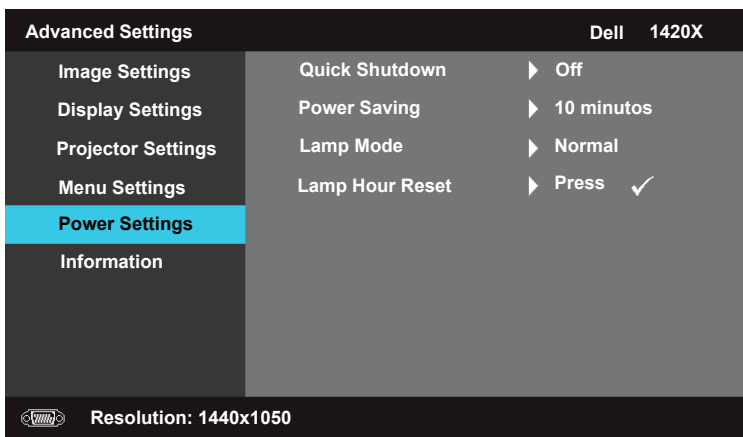 Advanced Settings Dell 1420X
Image Settings Quick Shutdown Off
Display Settings Power Saving 10 minutos
Projector Settings Lamp Mode Normal
Menu Settings Lamp Hour Reset Press
Power Settings
Information
Resolution: 1440x1050